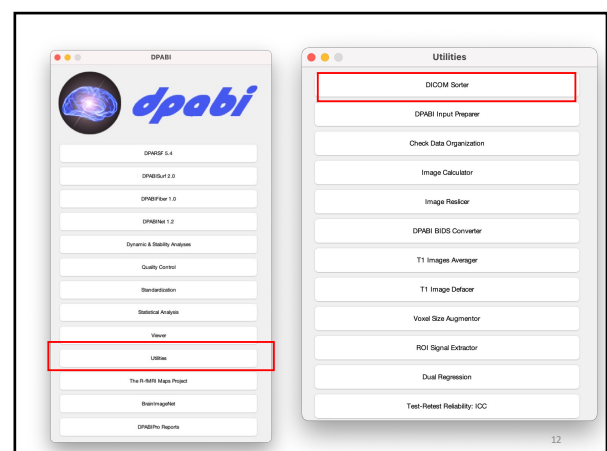 DPABI
dpabi
DPARSF 5.4
DPABISurf 2.0
DPABIFiber 1.0
DPABINet 1.2
Dynamic & Stability Analyses
Quality Control
Standardization
Statistical Analysis
Viewer
Utilities
The R-fMRI Maps Project
BrainImageNet
DPABIPro Reports
Utilities
DICOM Sorter
DPABI Input Preparer
Check Data Organization
Image Calculator
Image Reslicer
DPABI BIDS Converter
T1 Images Averager
T1 Image Defacer
Voxel Size Augmentor
ROI Signal Extractor
Dual Regression
Test-Retest Reliability: ICC
12